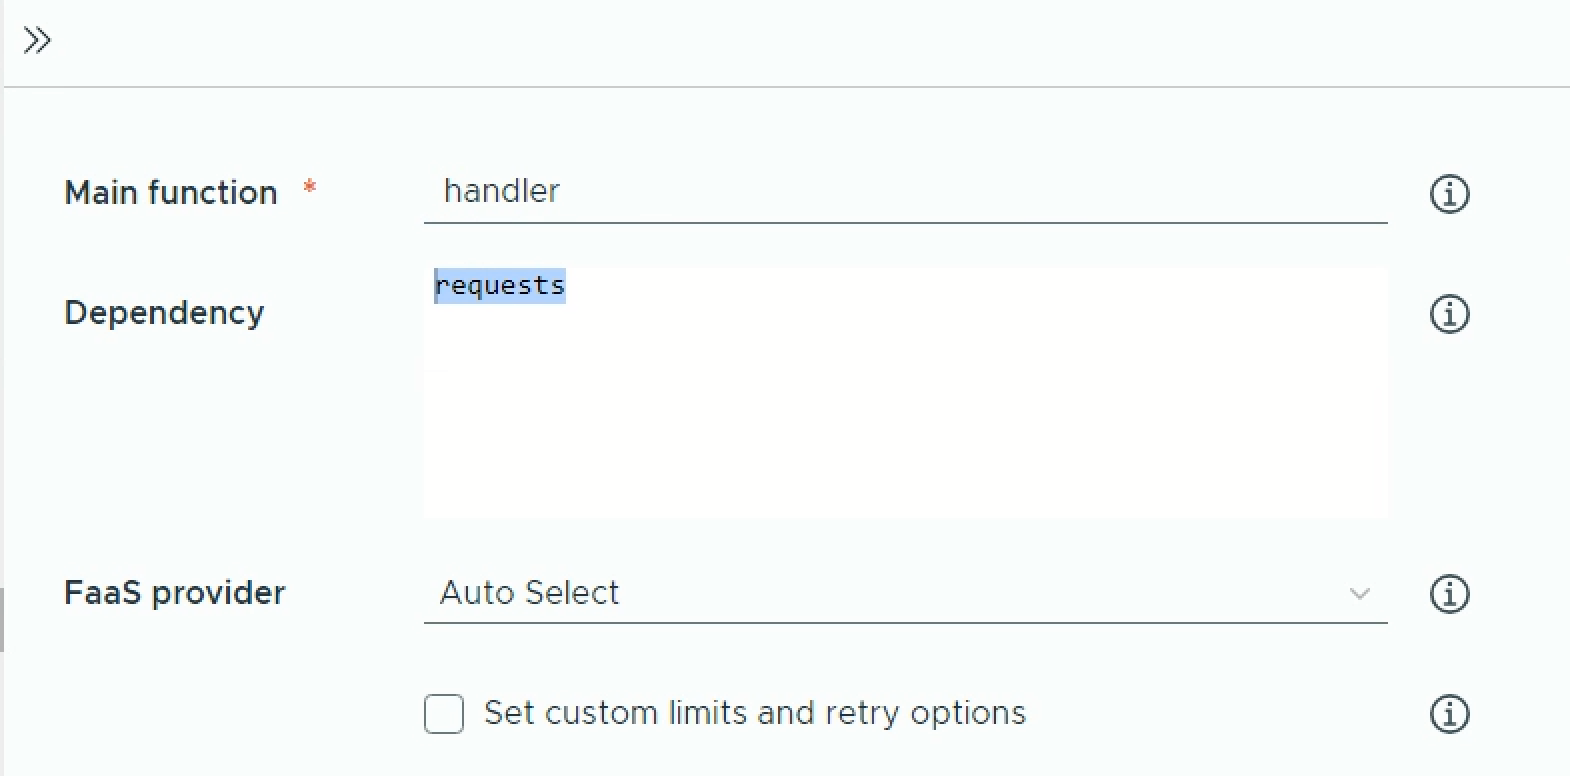 Main function *
handler
Dependency
requests
FaaS provider
Auto Select
Set custom limits and retry options